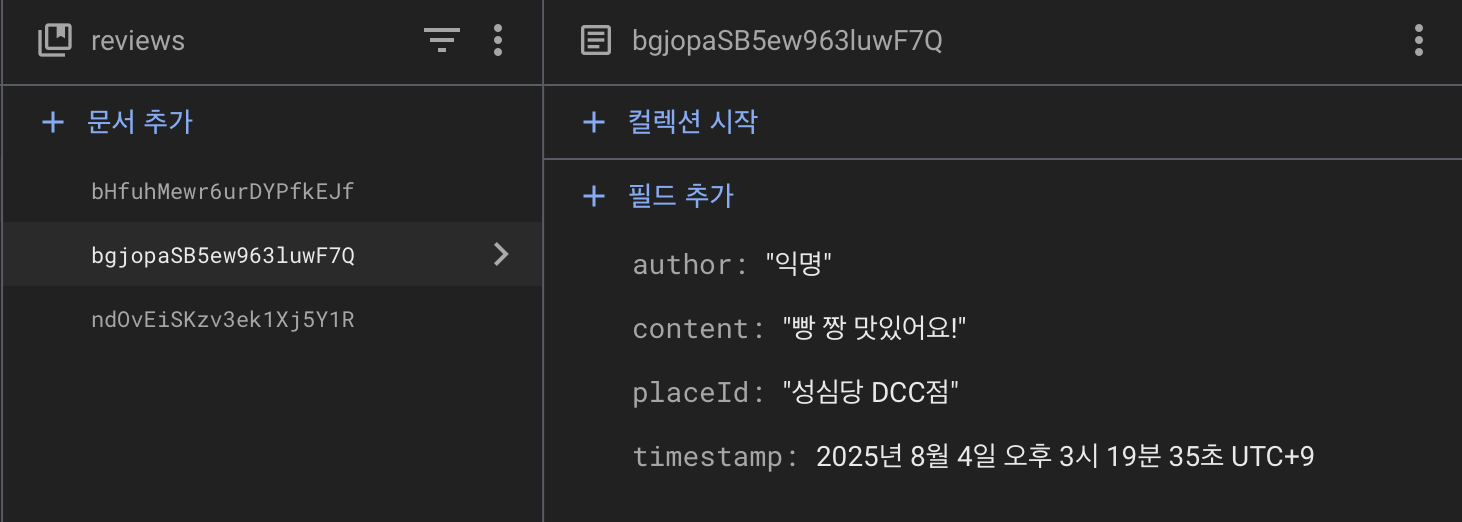 reviews
문서 추가
bHfuhMewr6urDYPfkEJf
bgjopaSB5ew963luwF7Q
ndOvEiSKzv3ek1Xj5Y1R
bgjopaSB5ew963luwF7Q
컬렉션 시작
필드 추가
author: "익명"
content: "빵 짱 맛있어요!"
placeId: "성심당 DCC점"
timestamp: 2025년 8월 4일 오후 3시 19분 35초 UTC+9